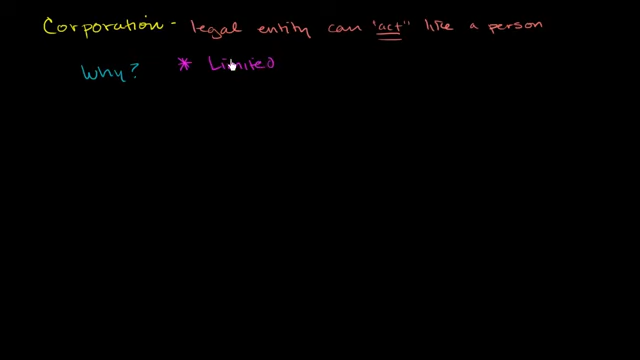 Corporation - legal entity can "act" like a person
Why? * Limited